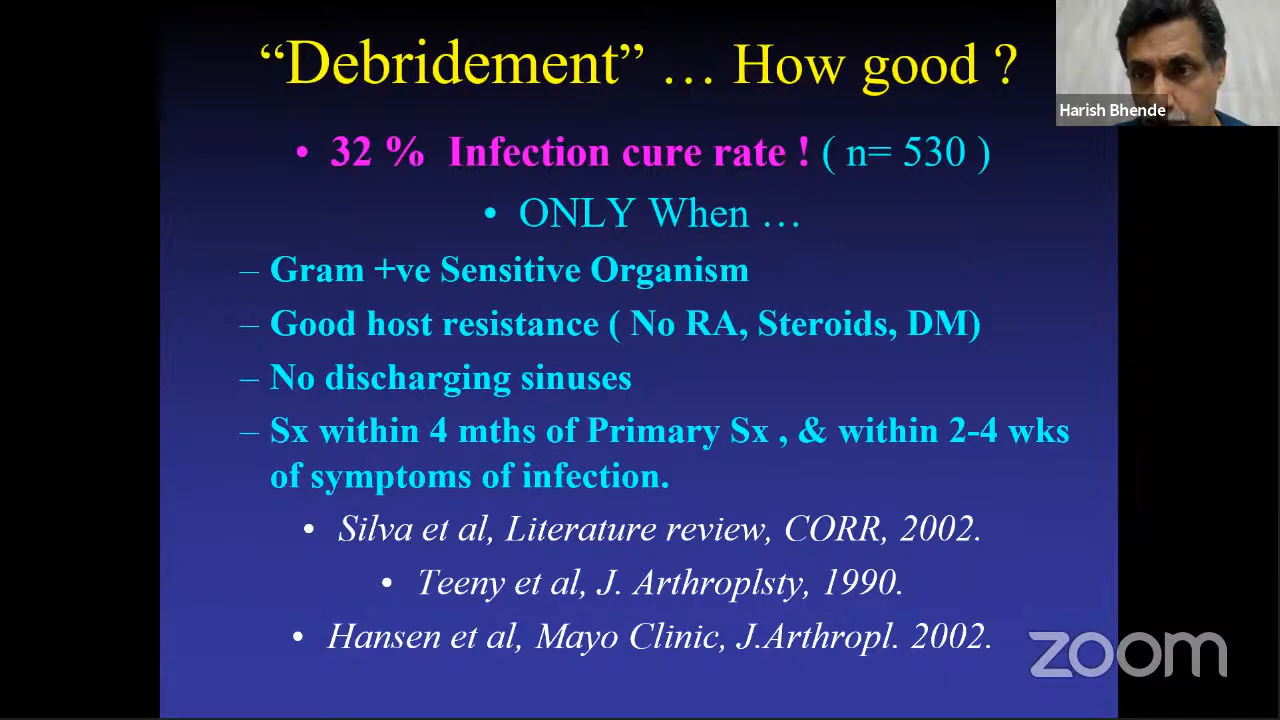 “Debridement” … How good ?
Harish Bhende
• 32 % Infection cure rate ! ( n= 530 )
• ONLY When …
– Gram +ve Sensitive Organism
– Good host resistance ( No RA, Steroids, DM)
– No discharging sinuses
– Sx within 4 mths of Primary Sx , & within 2-4 wks
of symptoms of infection.
• Silva et al, Literature review, CORR, 2002.
• Teeny et al, J. Arthroplsty, 1990.
• Hansen et al, Mayo Clinic, J.Arthropl. 2002.
zoom